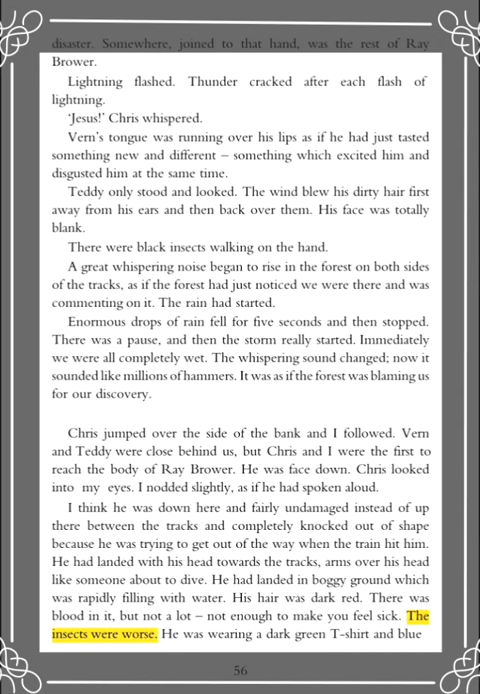 disaster. Somewhere, joined to that hand, was the rest of Ray
Brower.
Lightning flashed. Thunder cracked after each flash of
lightning.
‘Jesus!’ Chris whispered.
Vern’s tongue was running over his lips as if he had just tasted
something new and different – something which excited him and
disgusted him at the same time.
Teddy only stood and looked. The wind blew his dirty hair first
away from his ears and then back over them. His face was totally
blank.
There were black insects walking on the hand.
A great whispering noise began to rise in the forest on both sides
of the tracks, as if the forest had just noticed we were there and was
commenting on it. The rain had started.
Enormous drops of rain fell for five seconds and then stopped.
There was a pause, and then the storm really started. Immediately
we were all completely wet. The whispering sound changed; now it
sounded like millions of hammers. It was as if the forest was blaming us
for our discovery.
Chris jumped over the side of the bank and I followed. Vern
and Teddy were close behind us, but Chris and I were the first to
reach the body of Ray Brower. He was face down. Chris looked
into my eyes. I nodded slightly, as if he had spoken aloud.
I think he was down here and fairly undamaged instead of up
there between the tracks and completely knocked out of shape
because he was trying to get out of the way when the train hit him.
He had landed with his head towards the tracks, arms over his head
like someone about to dive. He had landed in boggy ground which
was rapidly filling with water. His hair was dark red. There was
blood in it, but not a lot – not enough to make you feel sick. The
insects were worse. He was wearing a dark green T-shirt and blue
56